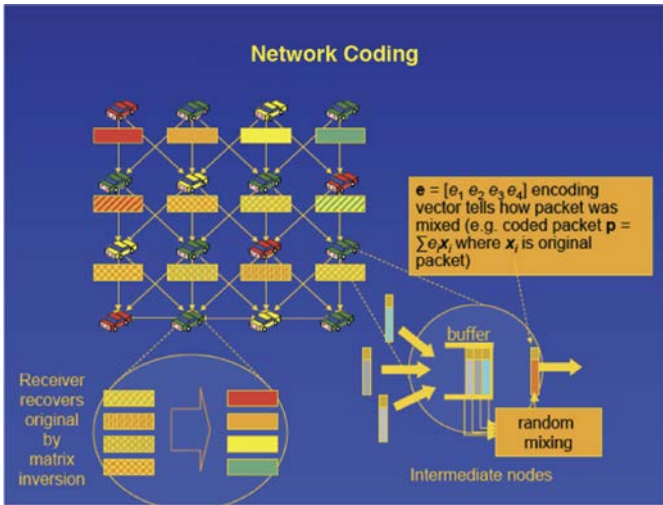 Network Coding
e = [e1 e2 e3 e4] encoding
vector tells how packet was
mixed (e.g. coded packet p =
∑eixi where xi is original
packet)
buffer
random
mixing
Intermediate nodes
Receiver
recovers
original
by
matrix
inversion